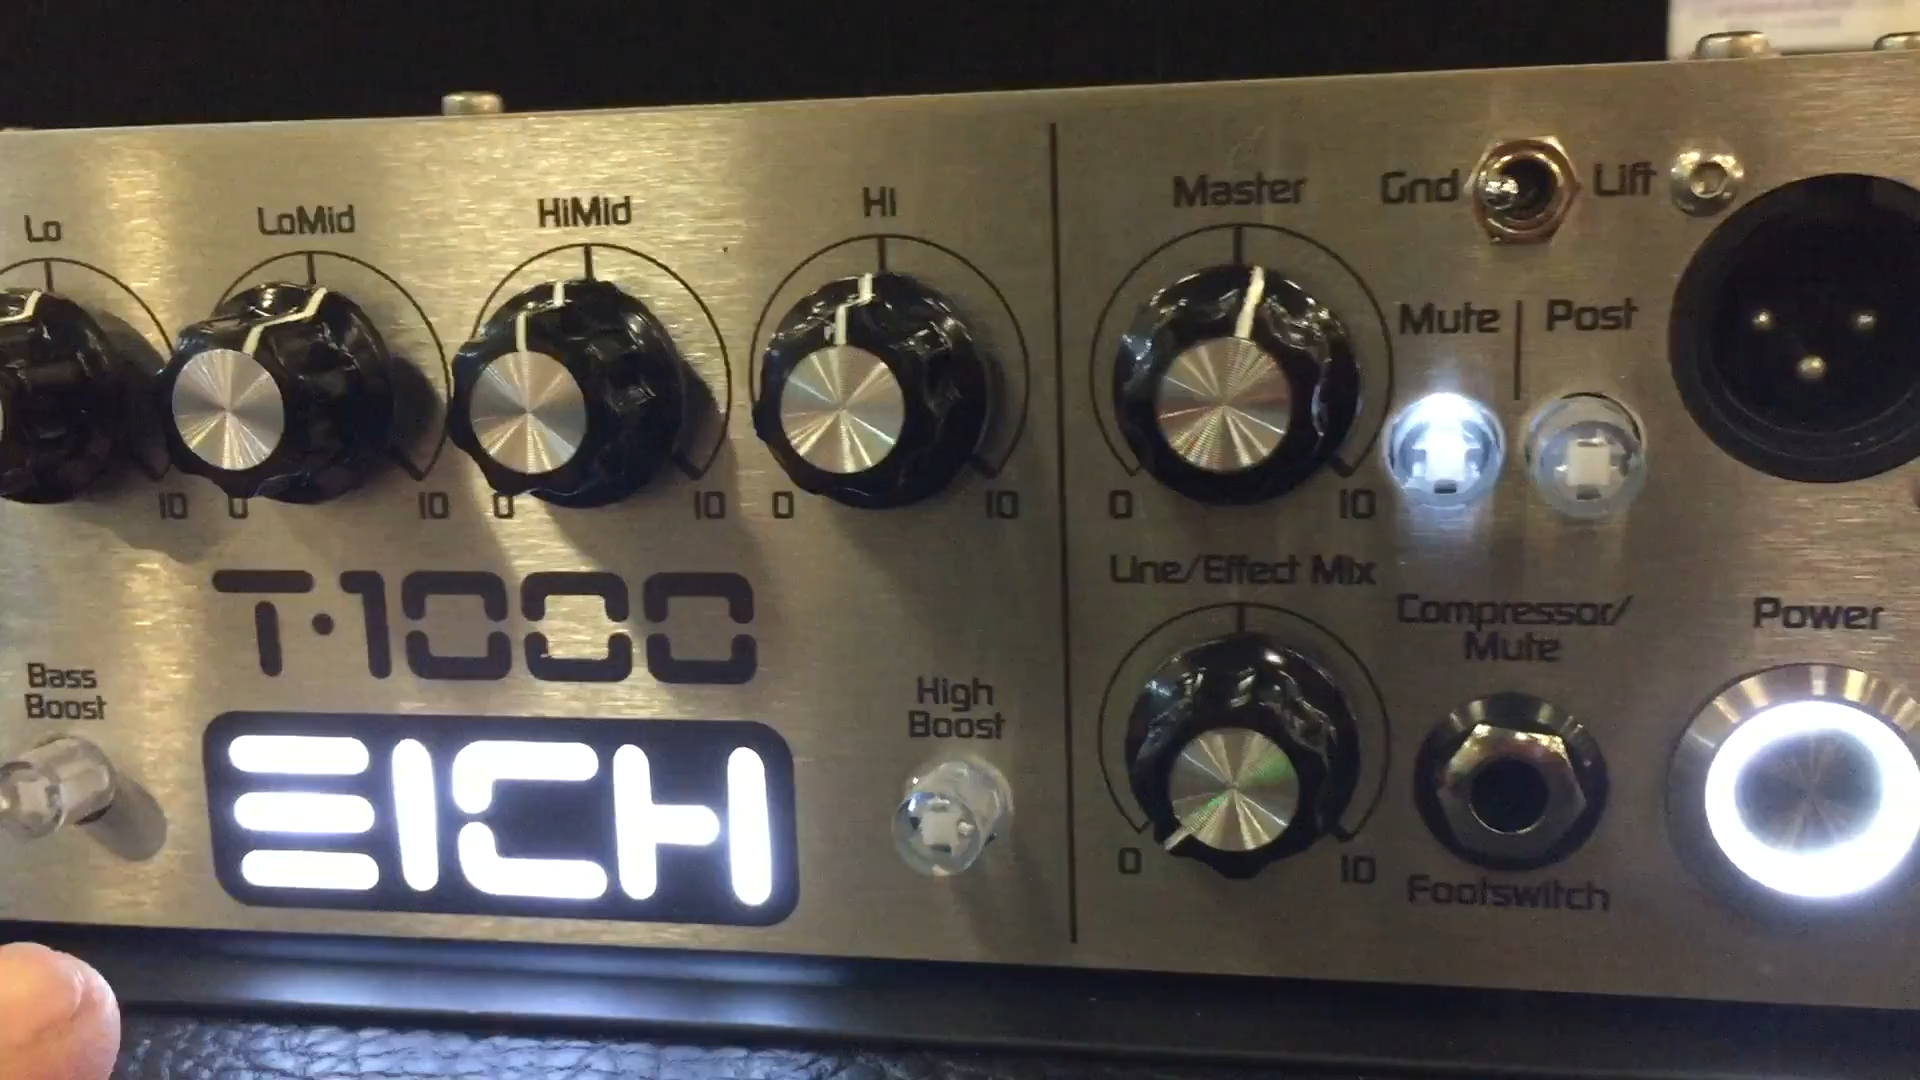 Lo
LoMid
HiMid
Hi
Master
Gnd
Lift
Mute
Post
10
0
10
0
10
0
10
0
10
T·1000
Line/Effect Mix
Compressor/
Mute
Power
Bass
Boost
EICH
High
Boost
0
10
Footswitch